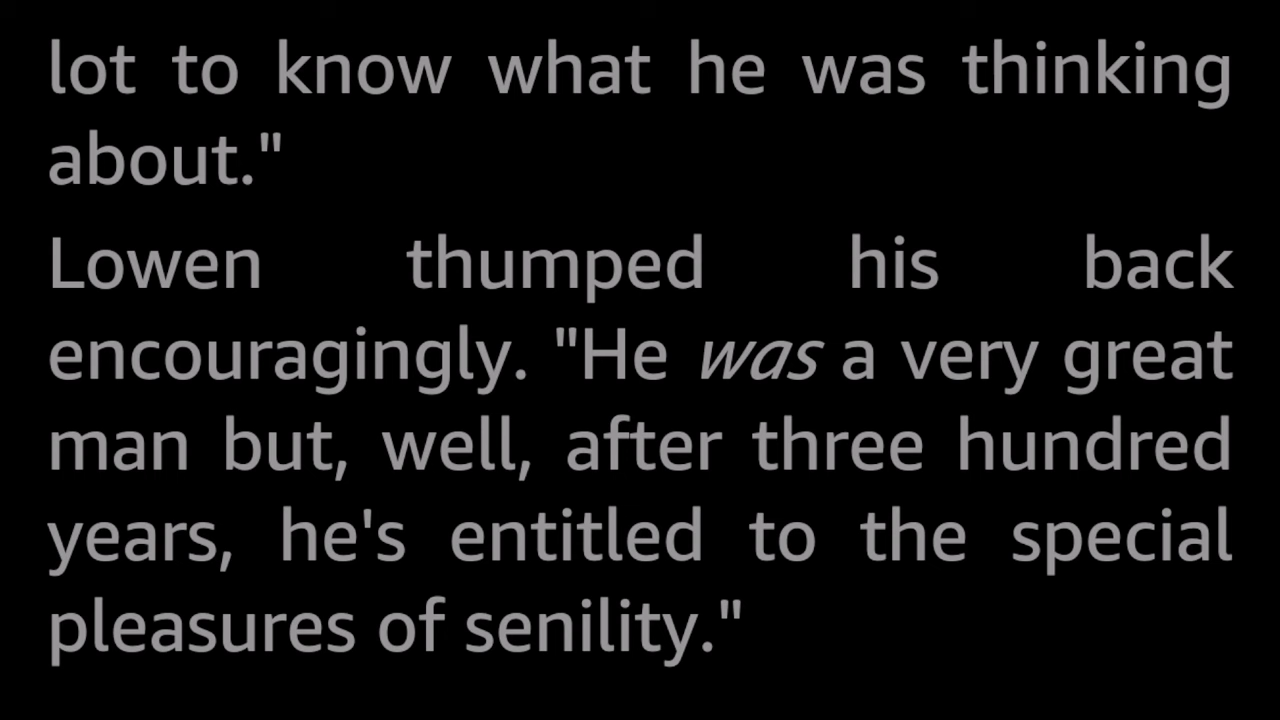 lot to know what he was thinking
about."
Lowen thumped his back
encouragingly. "He was a very great
man but, well, after three hundred
years, he's entitled to the special
pleasures of senility."